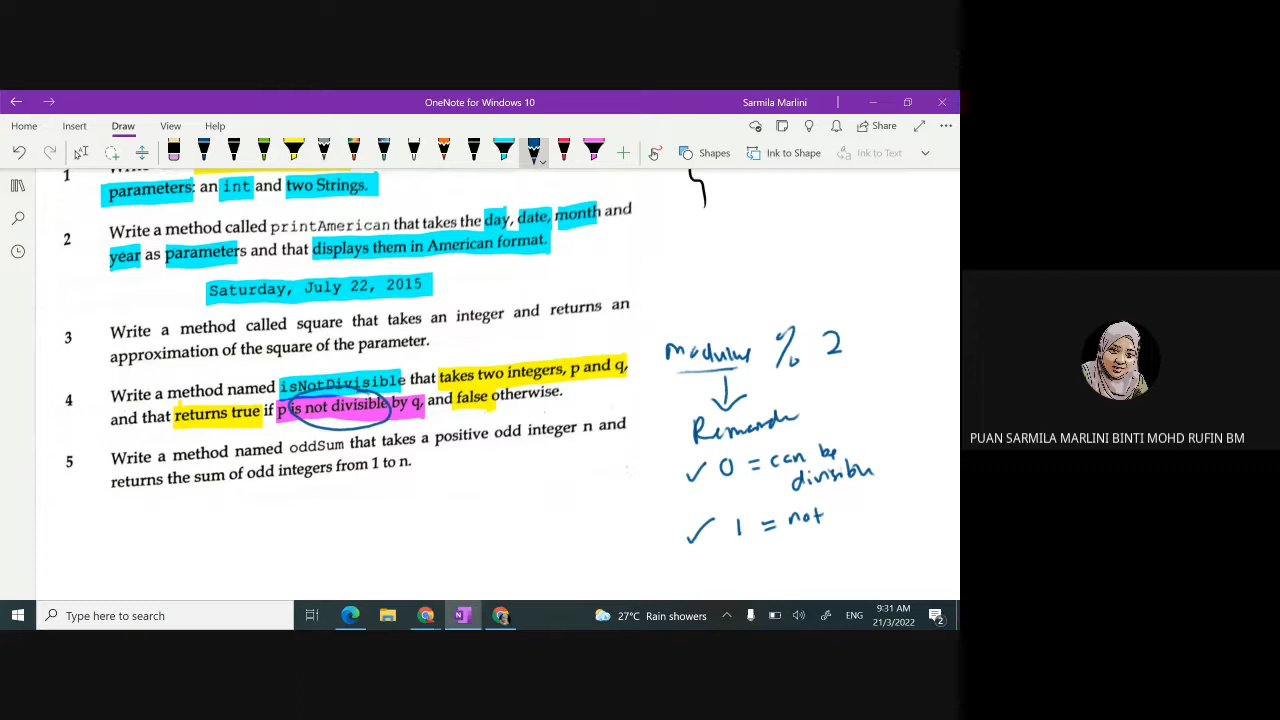 OneNote for Windows 10
Sarmila Marlini
Home Insert Draw View Help
Share
Shapes
Ink to Shape
Ink to Text
1
parameters: an int and two Strings.
2 Write a method called printAmerican that takes the day, date, month and
year as parameters and that displays them in American format.
Saturday, July 22, 2015
3 Write a method called square that takes an integer and returns an
approximation of the square of the parameter.
4 Write a method named isNotDivisible that takes two integers, p and q,
and that returns true if p is not divisible by q, and false otherwise.
5 Write a method named oddSum that takes a positive odd integer n and
returns the sum of odd integers from 1 to n.
modulus % 2
✓ 0 = can be
✓ 1 = not
PUAN SARMILA MARLINI BINTI MOHD RUFIN BM
Type here to search
27°C Rain showers
ENG
9:31 AM
21/3/2022
2